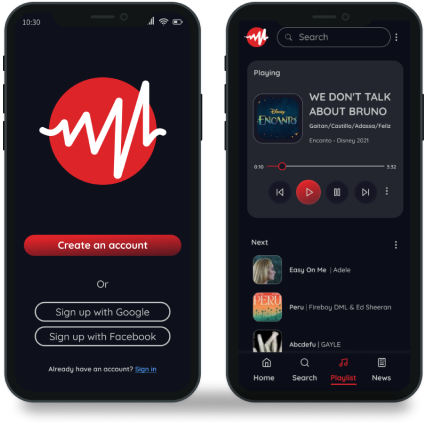 10:30
Create an account
Or
Sign up with Google
Sign up with Facebook
Already have an account? Sign in
Search
Playing
Disney
ENCANTO
WE DON'T TALK
ABOUT BRUNO
Gaitan/Castillo/Adassa/Feliz
Encanto - Disney 2021
0:10
3:32
Next
Easy On Me | Adele
PERU
Peru | Fireboy DML & Ed Sheeran
Abcdefu | GAYLE
Home Search Playlist News